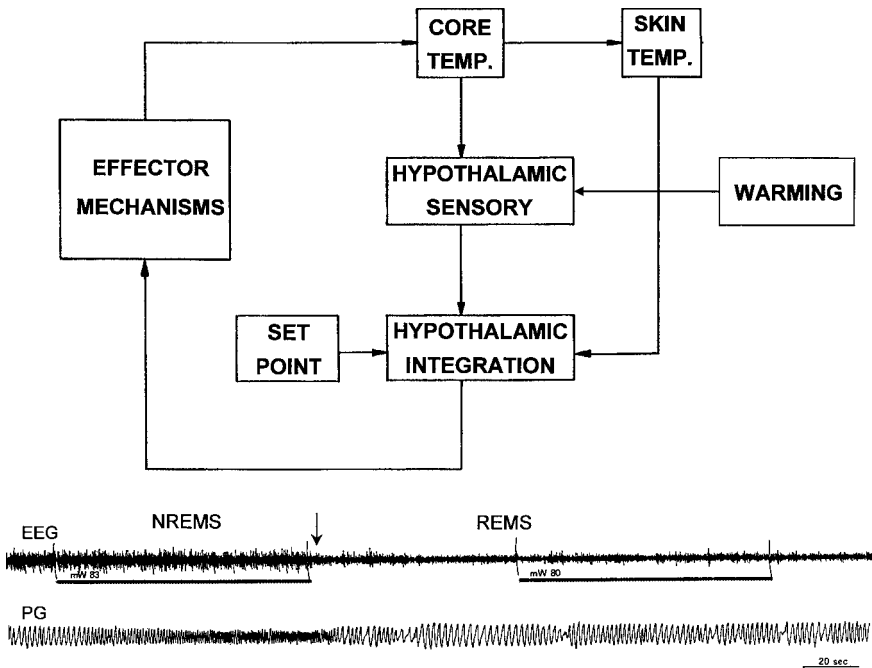 CORE
TEMP.
SKIN
TEMP.
EFFECTOR
MECHANISMS
HYPOTHALAMIC
SENSORY
WARMING
SET
POINT
HYPOTHALAMIC
INTEGRATION
NREMS
REMS
EEG
mW 83
mW 80
PG
20 sec